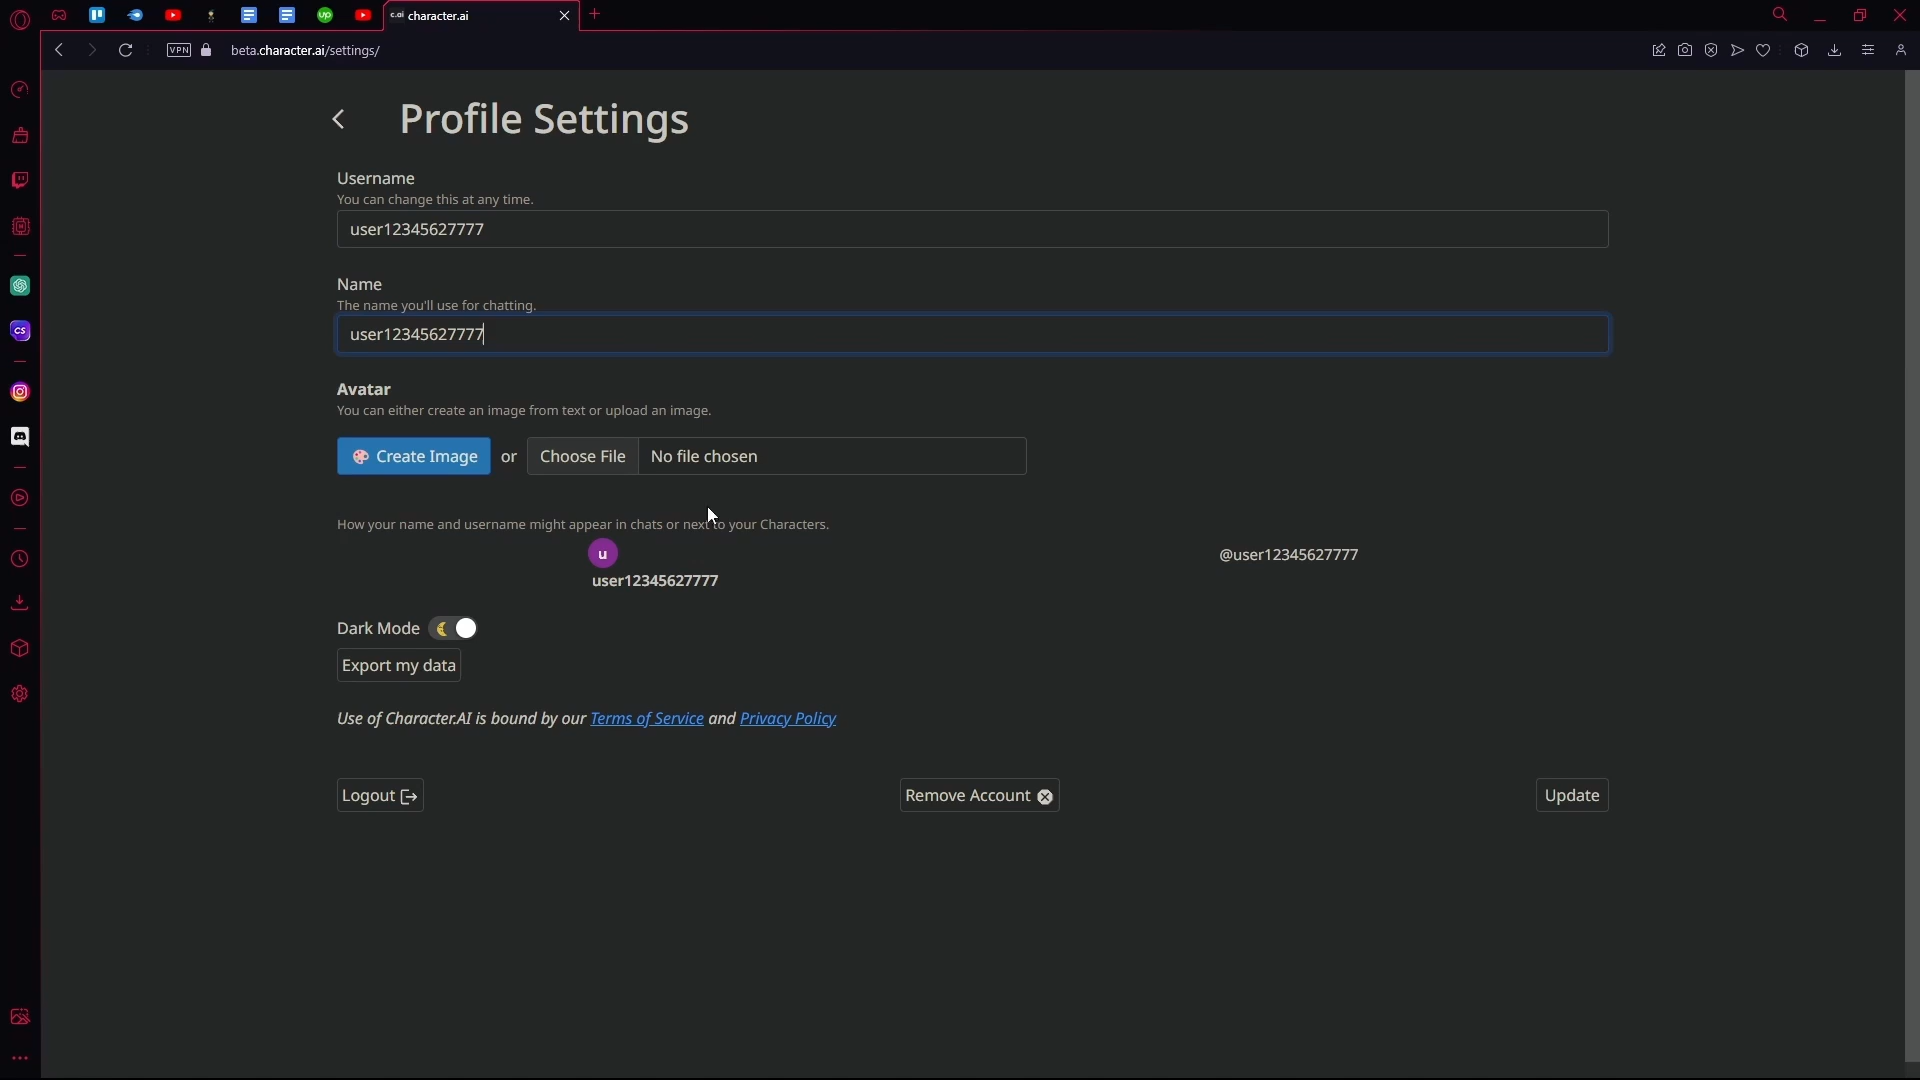 c.ai character.ai
VPN beta.character.ai/settings/
Profile Settings
Username
You can change this at any time.
user12345627777
Name
The name you'll use for chatting.
user12345627777
Avatar
You can either create an image from text or upload an image.
Create Image or Choose File No file chosen
How your name and username might appear in chats or next to your Characters.
u
@user12345627777
user12345627777
Dark Mode
Export my data
Use of Character.AI is bound by our Terms of Service and Privacy Policy
Logout
Remove Account
Update
CS
up